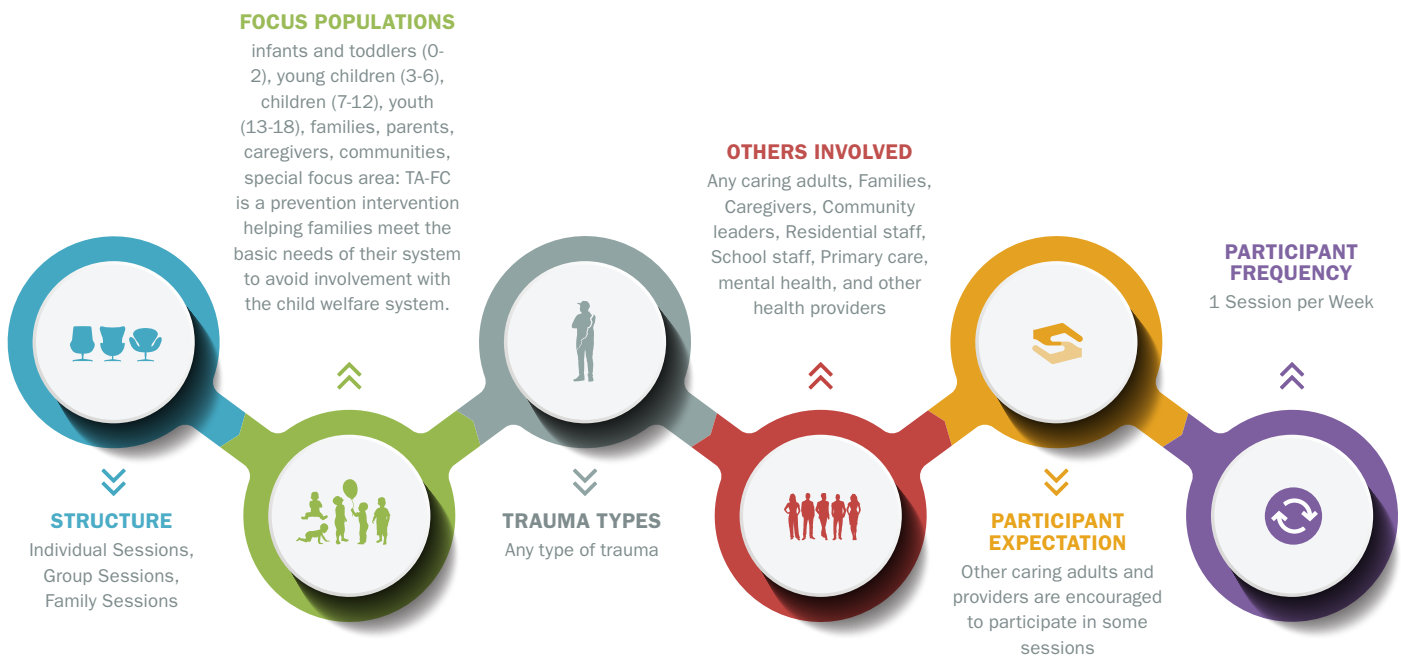 FOCUS POPULATIONS
infants and toddlers (0-
2), young children (3-6),
children (7-12), youth
(13-18), families, parents,
caregivers, communities,
special focus area: TA-FC
is a prevention intervention
helping families meet the
basic needs of their system
to avoid involvement with
the child welfare system.
OTHERS INVOLVED
Any caring adults, Families,
Caregivers, Community
leaders, Residential staff,
School staff, Primary care,
mental health, and other
health providers
PARTICIPANT
FREQUENCY
1 Session per Week
STRUCTURE
Individual Sessions,
Group Sessions,
Family Sessions
TRAUMA TYPES
Any type of trauma
PARTICIPANT
EXPECTATION
Other caring adults and
providers are encouraged
to participate in some
sessions